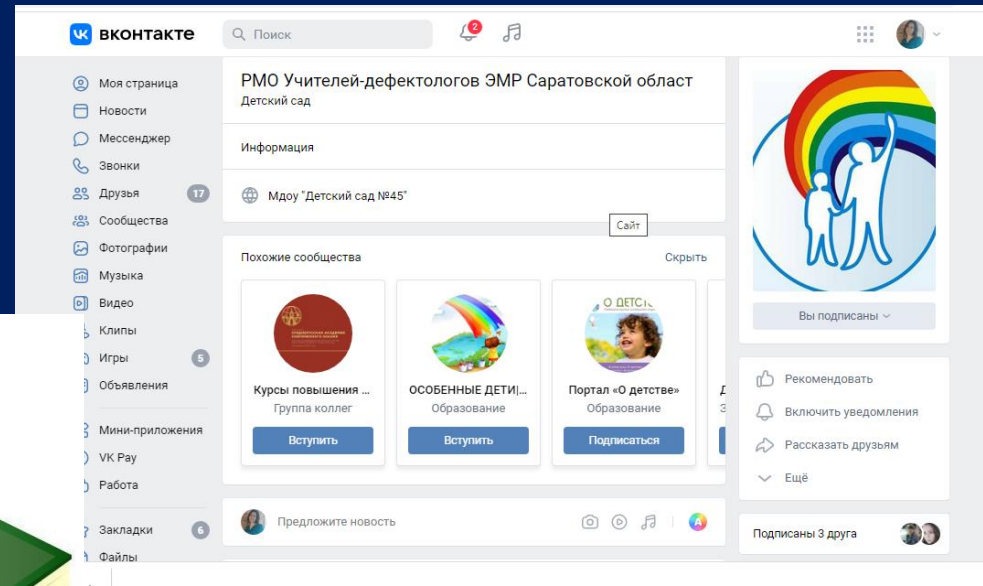 вконтакте
Поиск
2
Моя страница
Новости
Мессенджер
Звонки
Друзья 17
Сообщества
Фотографии
Музыка
Видео
Клипы
Игры 5
Объявления
Мини-приложения
VK Pay
Работа
Закладки 6
Файлы
РМО Учителей-дефектологов ЭМР Саратовской област
Детский сад
Информация
Мдоу "Детский сад №45"
Сайт
Похожие сообщества
Скрыть
Курсы повышения ...
Группа коллег
Вступить
ОСОБЕННЫЕ ДЕТИ|...
Образование
Вступить
О ДЕТСТ
Портал «О детстве»
Образование
Подписаться
Предложите новость
Вы подписаны
Рекомендовать
Включить уведомления
Рассказать друзьям
Ещё
Подписаны 3 друга